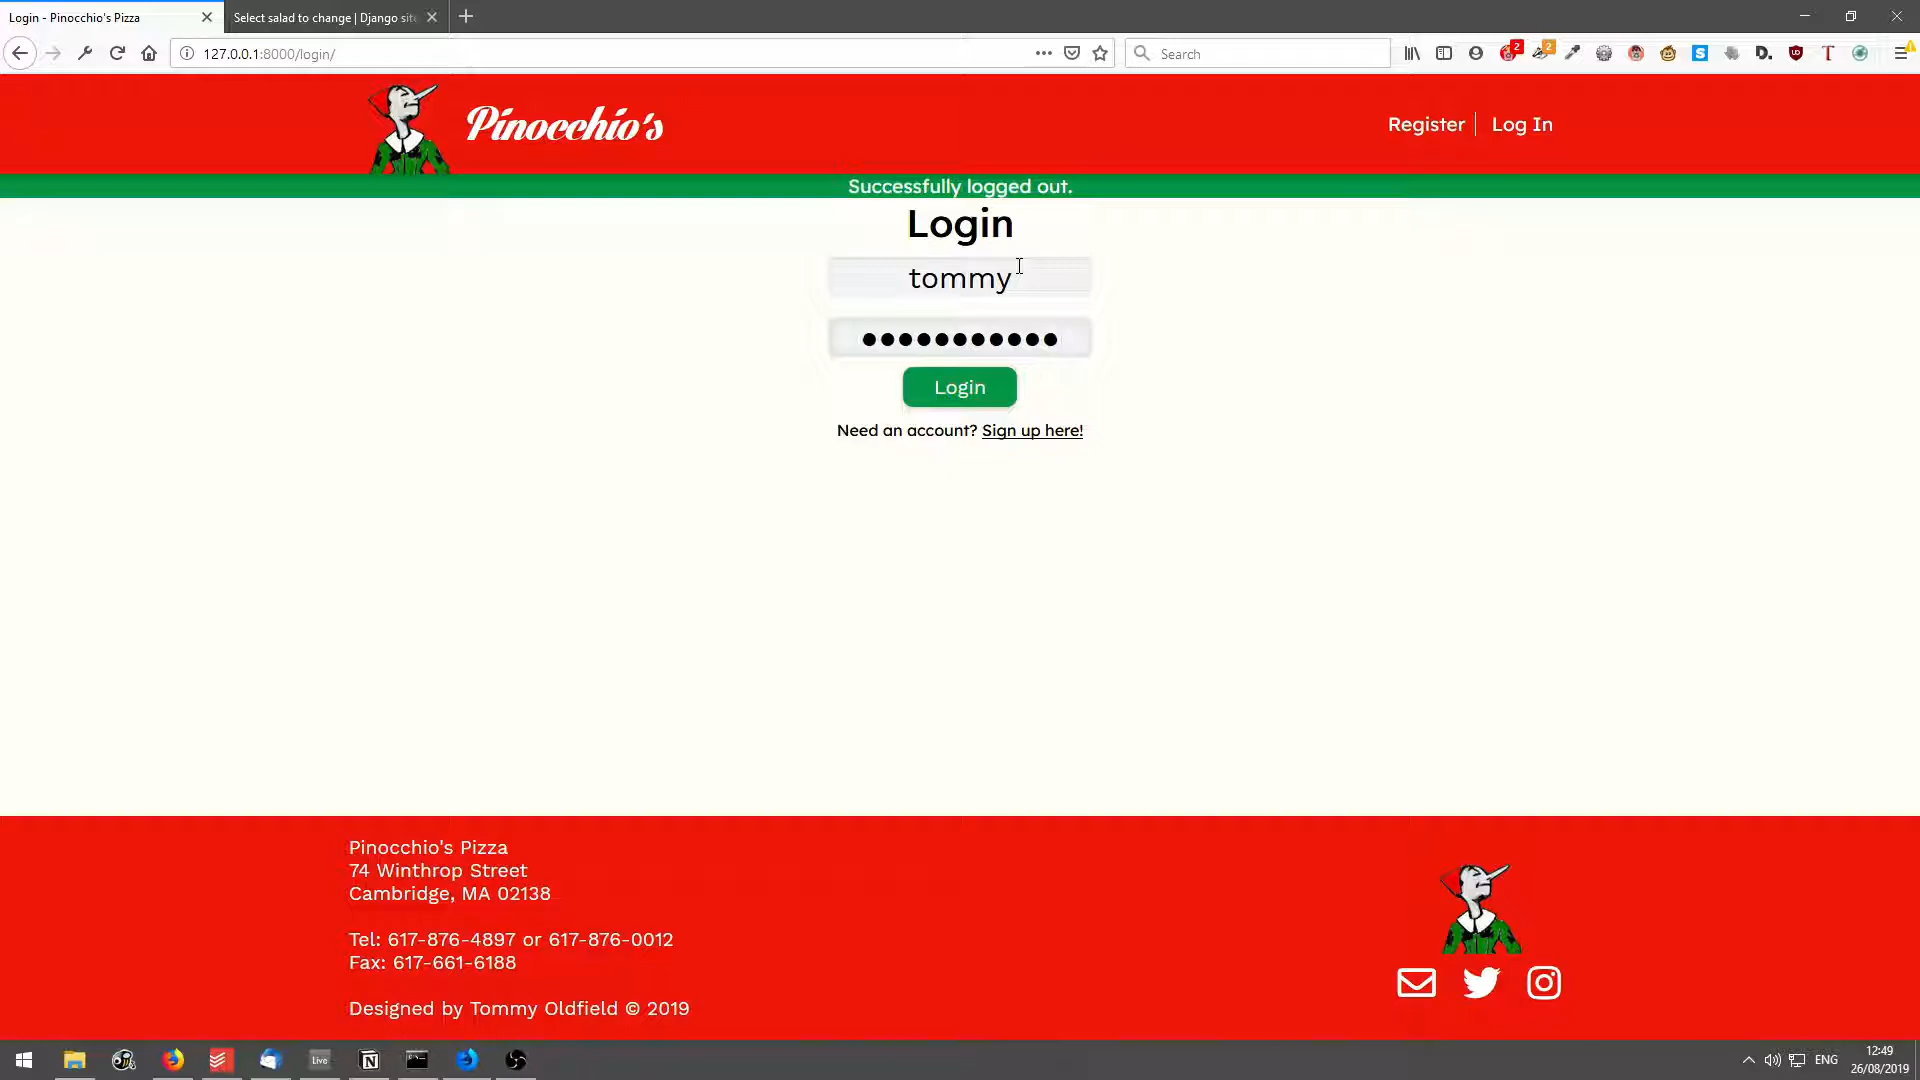 Login - Pinocchio's Pizza
Select salad to change | Django site
127.0.0.1:8000/login/
Search
2
2
S
D.
T
Pinocchio's
Register
Log In
Successfully logged out.
Login
tommy
Login
Need an account? Sign up here!
Pinocchio's Pizza
74 Winthrop Street
Cambridge, MA 02138
Tel: 617-876-4897 or 617-876-0012
Fax: 617-661-6188
Designed by Tommy Oldfield © 2019
Live
ENG
12:49
26/08/2019